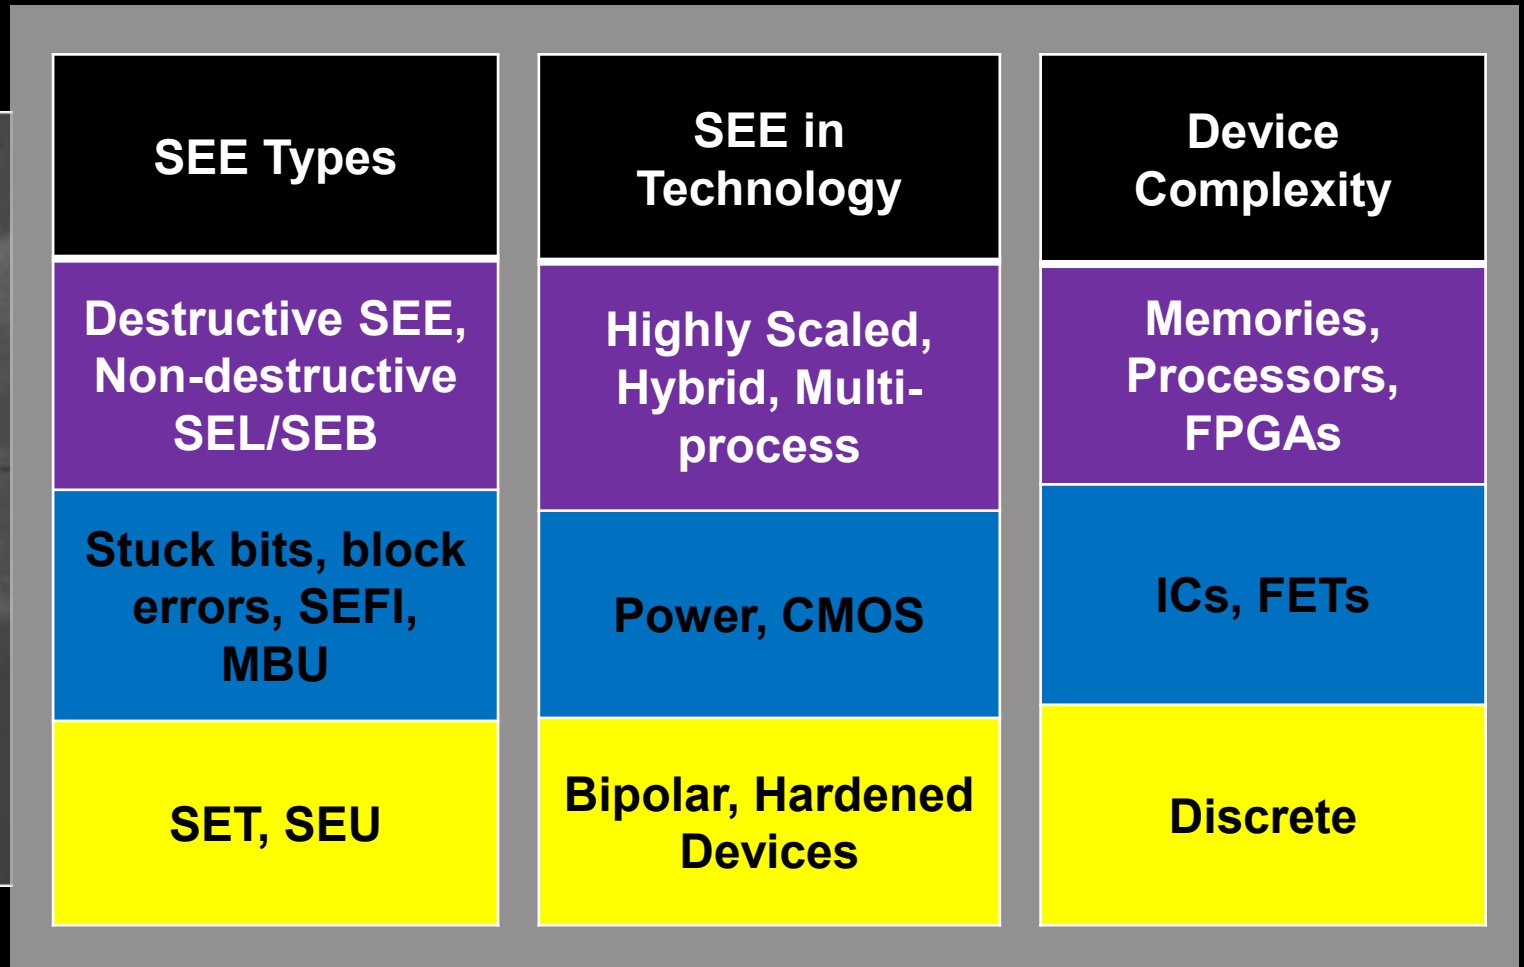 SEE Types
Destructive SEE,
Non-destructive
SEL/SEB
Stuck bits, block
errors, SEFI,
MBU
SET, SEU
SEE in
Technology
Highly Scaled,
Hybrid, Multi-
process
Power, CMOS
Bipolar, Hardened
Devices
Device
Complexity
Memories,
Processors,
FPGAs
ICs, FETs
Discrete